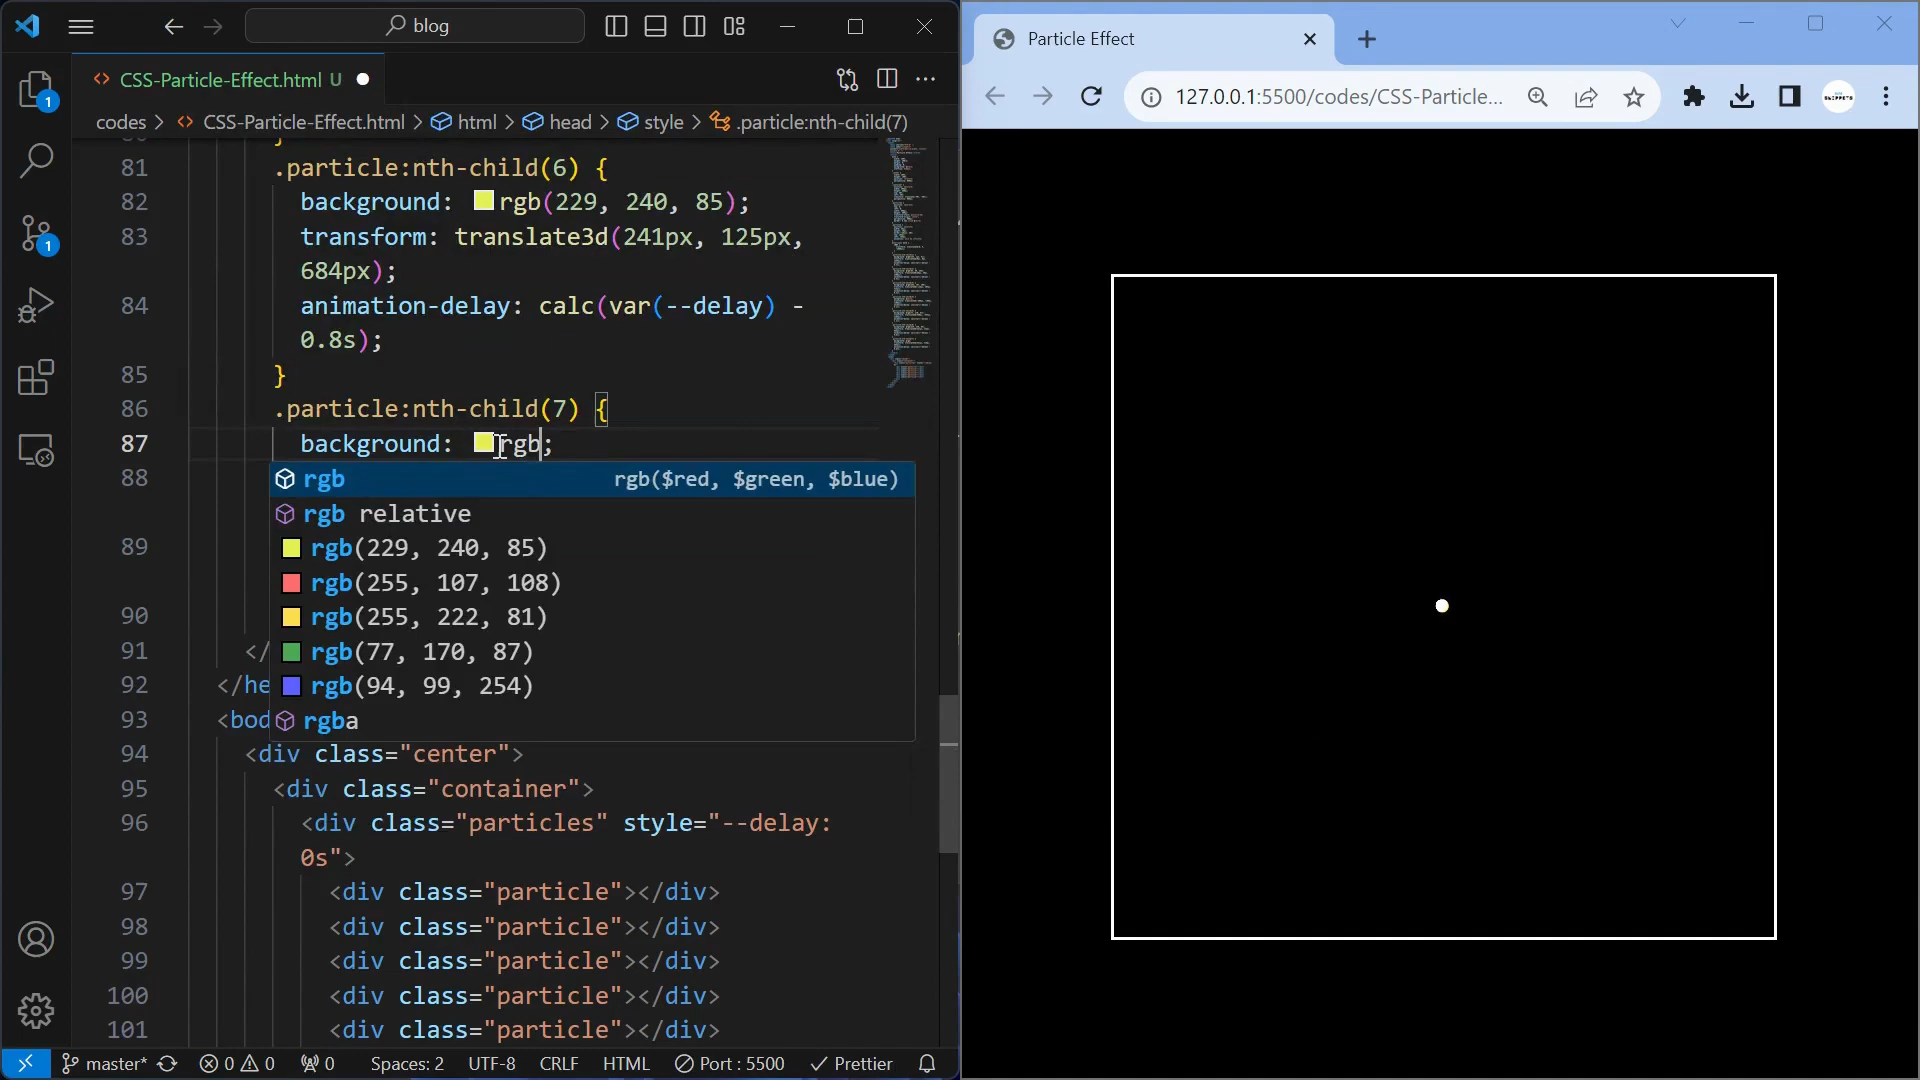 blog
CSS-Particle-Effect.html U
codes > CSS-Particle-Effect.html > html > head > style > .particle:nth-child(7)
81 .particle:nth-child(6) {
82 background: rgb(229, 240, 85);
83 transform: translate3d(241px, 125px,
684px);
84 animation-delay: calc(var(--delay) -
0.8s);
85 }
86 .particle:nth-child(7) {
87 background: rgb;
88
rgb rgb($red, $green, $blue)
rgb relative
89 rgb(229, 240, 85)
rgb(255, 107, 108)
90 rgb(255, 222, 81)
91 </ rgb(77, 170, 87)
92 </he rgb(94, 99, 254)
93 <bod rgba
94 <div class="center">
95 <div class="container">
96 <div class="particles" style="--delay:
0s">
97 <div class="particle"></div>
98 <div class="particle"></div>
99 <div class="particle"></div>
100 <div class="particle"></div>
101 <div class="particle"></div>
1
1
master* 0 0 0 Spaces: 2 UTF-8 CRLF HTML Port : 5500 Prettier
Particle Effect
127.0.0.1:5500/codes/CSS-Particle...